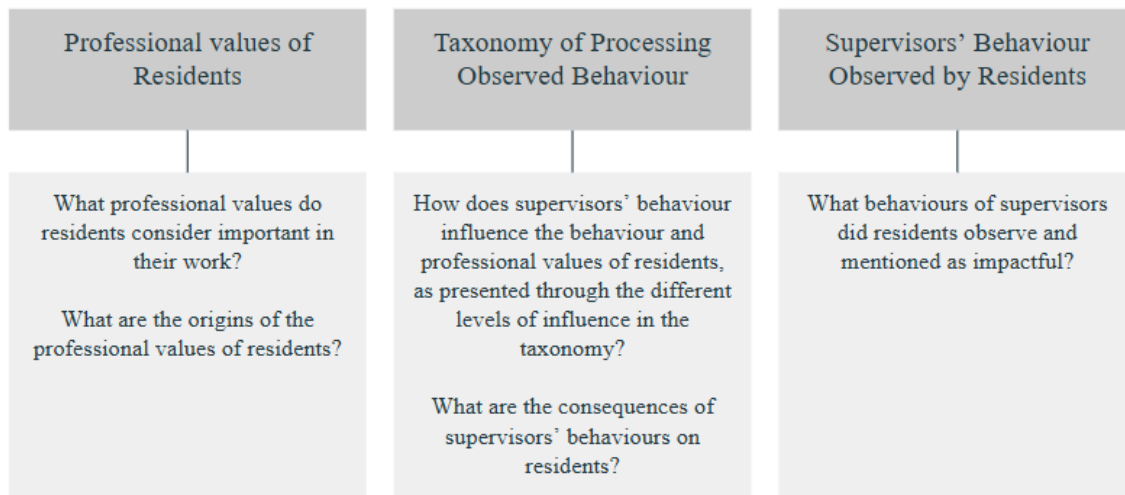 Professional values of
Residents
What professional values do
residents consider important in
their work?
What are the origins of the
professional values of residents?
Taxonomy of Processing
Observed Behaviour
How does supervisors’ behaviour
influence the behaviour and
professional values of residents,
as presented through the different
levels of influence in the
taxonomy?
What are the consequences of
supervisors’ behaviours on
residents?
Supervisors’ Behaviour
Observed by Residents
What behaviours of supervisors
did residents observe and
mentioned as impactful?